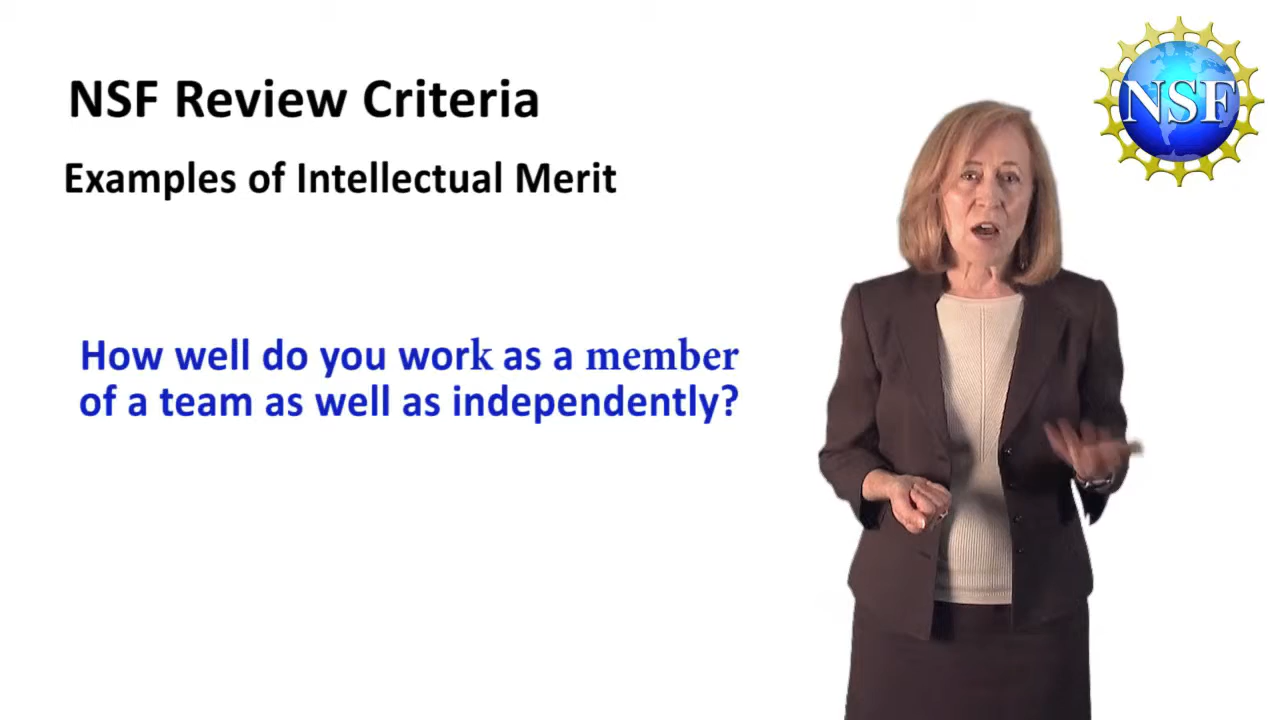 NSF Review Criteria
NSF
Examples of Intellectual Merit
How well do you work as a member
of a team as well as independently?